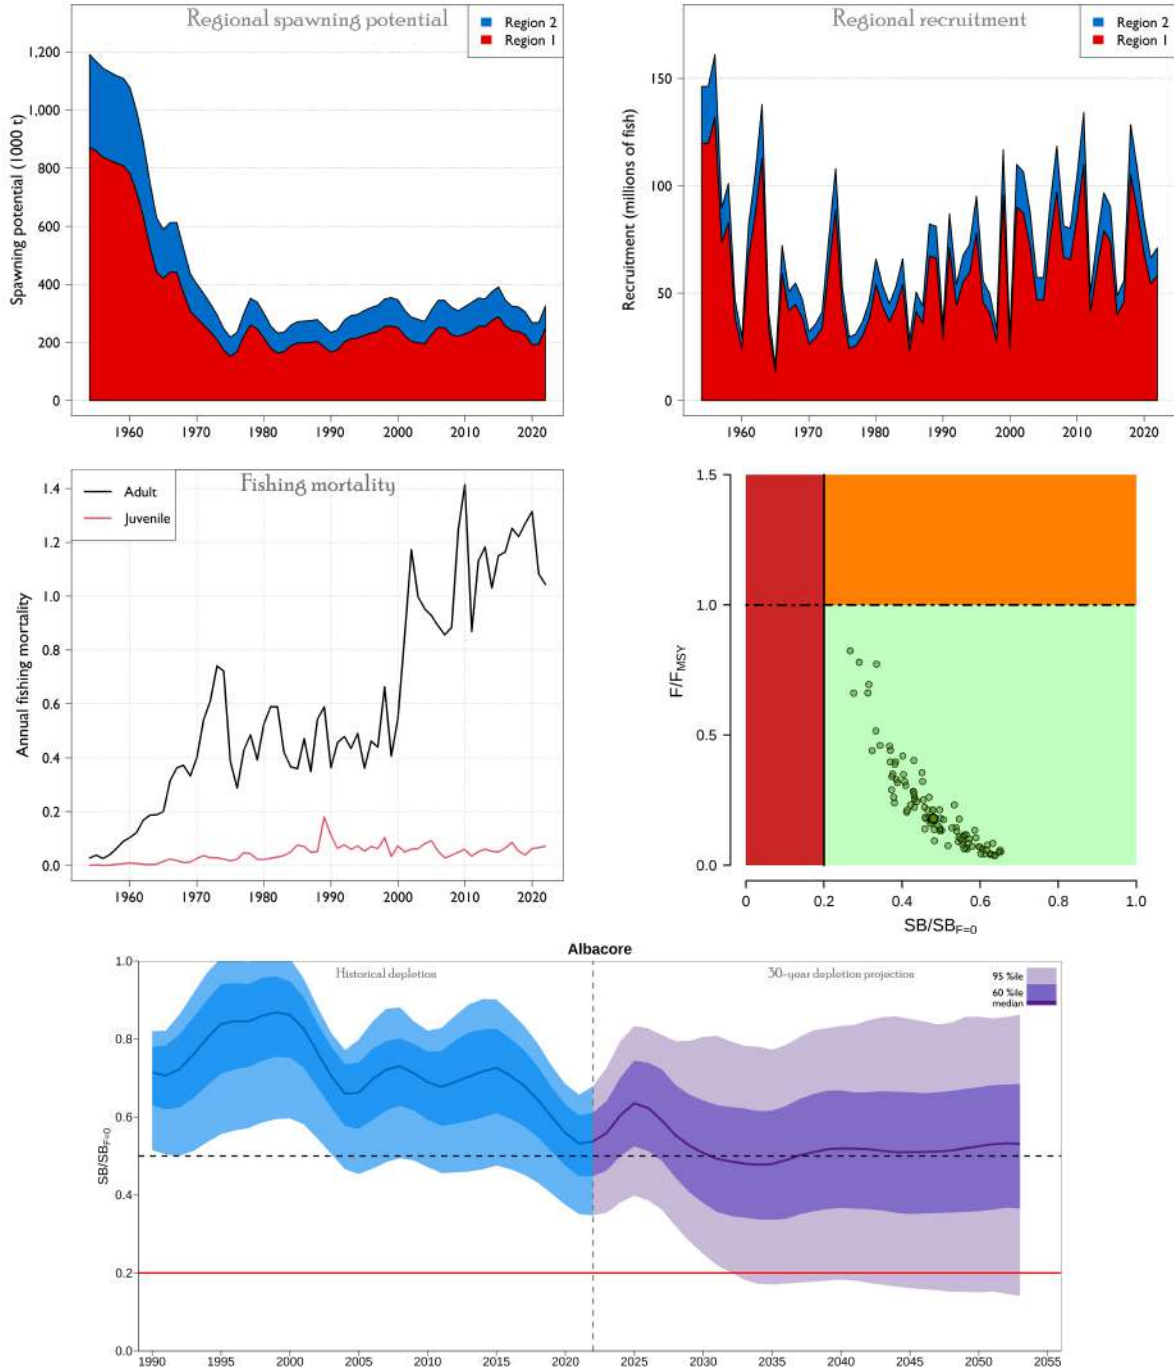 Regional spawning potential
Region 2
Region 1
Spawning potential (1000 t)
1,200
1,000
800
600
400
200
0
1960 1970 1980 1990 2000 2010 2020
Regional recruitment
Region 2
Region 1
Recruitment (millions of fish)
150
100
50
0
1960 1970 1980 1990 2000 2010 2020
Fishing mortality
Adult
Juvenile
Annual fishing mortality
1.4
1.2
1.0
0.8
0.6
0.4
0.2
0.0
1960 1970 1980 1990 2000 2010 2020
F/FMSY
1.5
1.0
0.5
0.0
0 0.2 0.4 0.6 0.8 1.0
SB/SBF=0
Albacore
Historical depletion
30-year depletion projection
95 %ile
60 %ile
median
SB/SBF=0
1.0
0.8
0.6
0.4
0.2
0.0
1990 1995 2000 2005 2010 2015 2020 2025 2030 2035 2040 2045 2050 2055